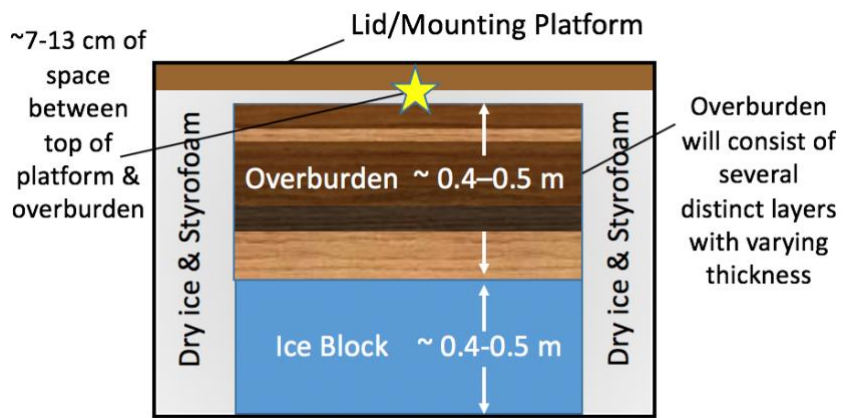 Lid/Mounting Platform
~7-13 cm of
space
between
top of
platform &
overburden
Dry ice & Styrofoam
Overburden ~ 0.4–0.5 m
Ice Block ~ 0.4-0.5 m
Dry ice & Styrofoam
Overburden
will consist of
several
distinct layers
with varying
thickness